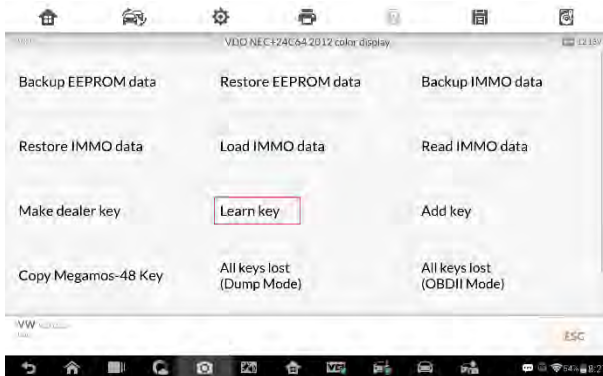 VDO NEC+24C64 2012 color display
Backup EEPROM data
Restore EEPROM data
Backup IMMO data
Restore IMMO data
Load IMMO data
Read IMMO data
Make dealer key
Learn key
Add key
Copy Megamos-48 Key
All keys lost
(Dump Mode)
All keys lost
(OBDII Mode)
VW
ESC
54%